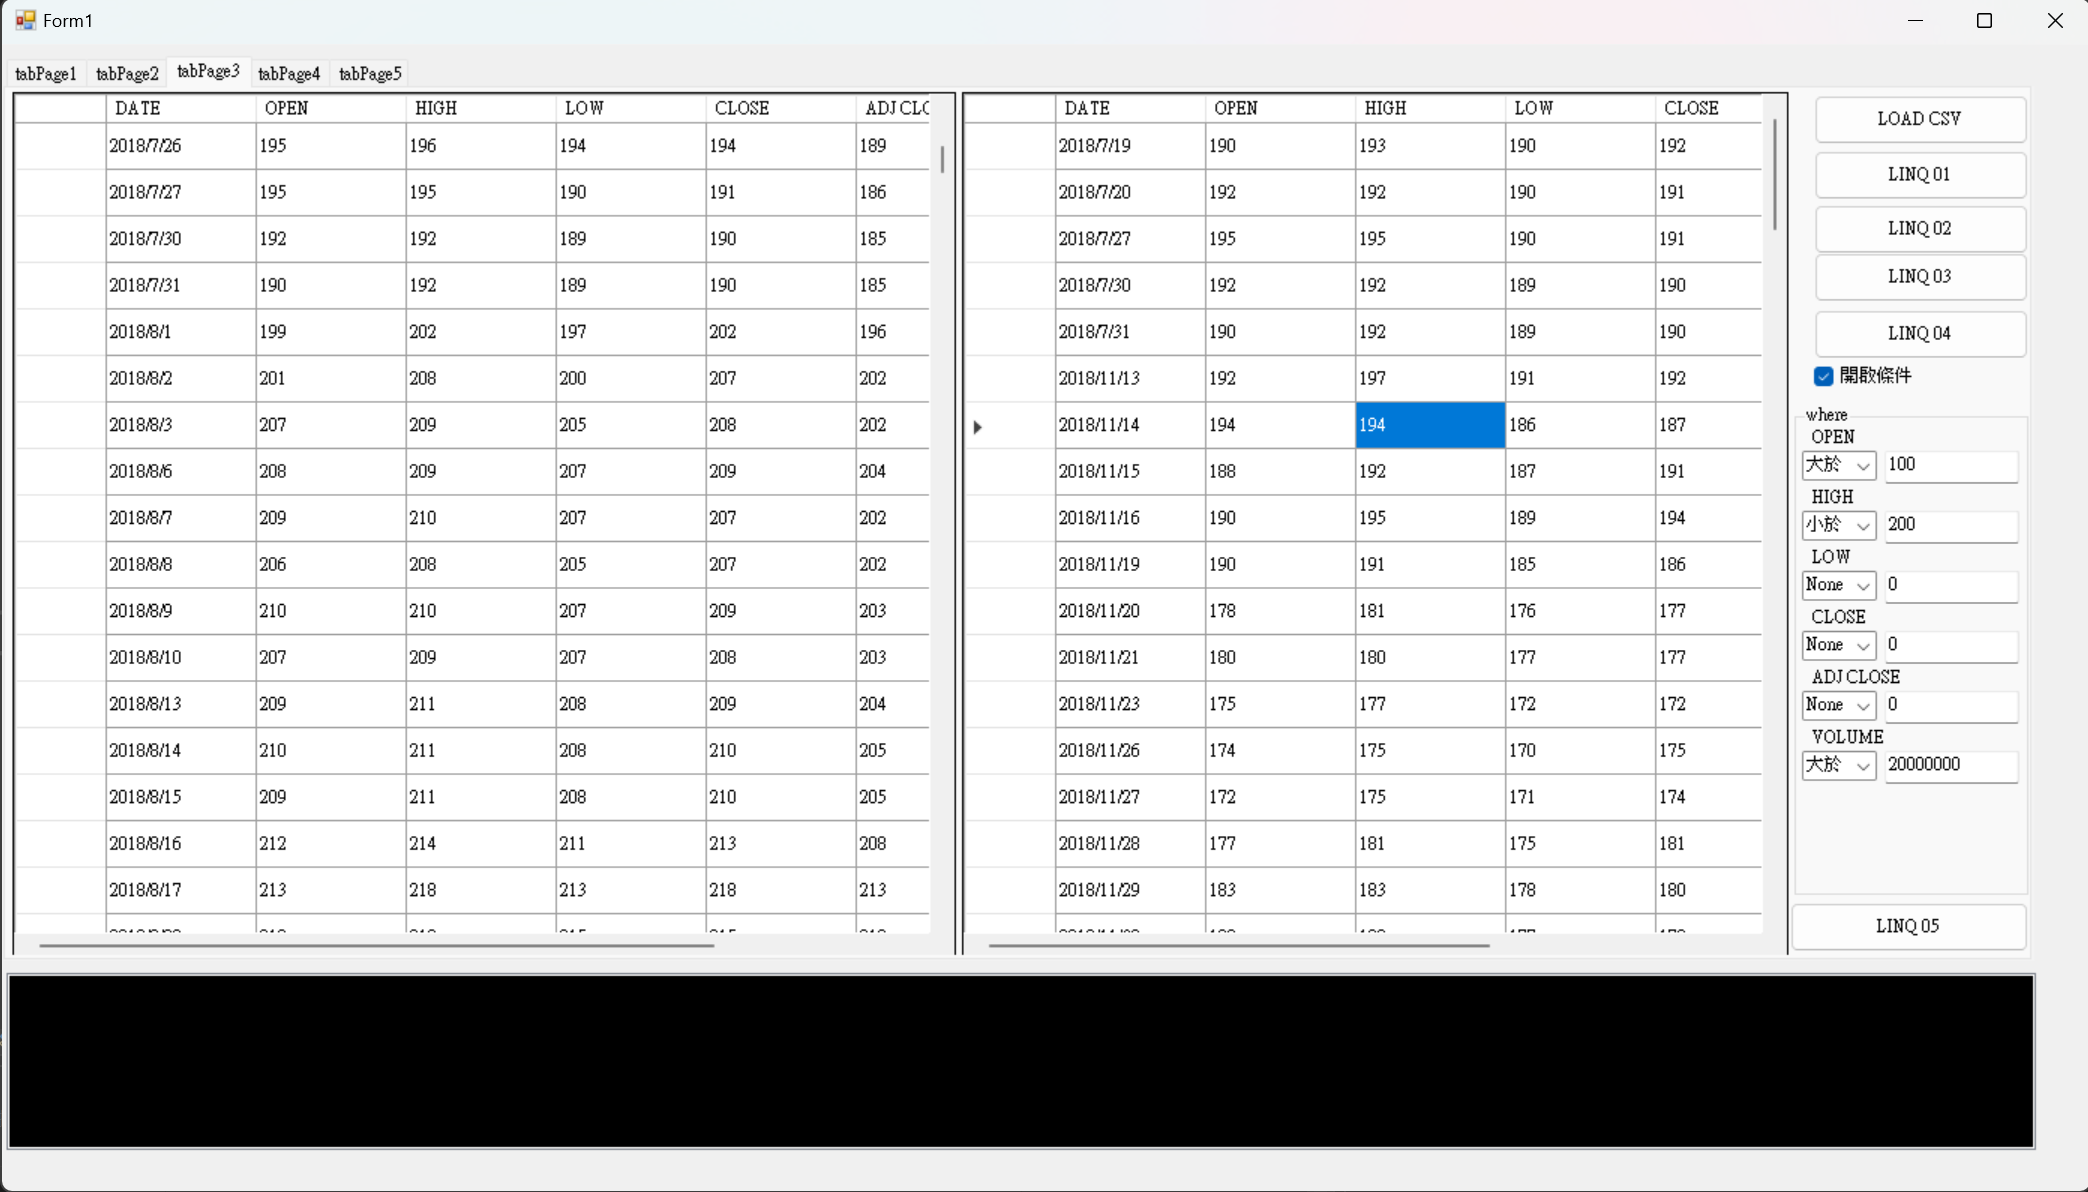 Form1
tabPage1 tabPage2 tabPage3 tabPage4 tabPage5
DATE OPEN HIGH LOW CLOSE ADJ CLO
2018/7/26 195 196 194 194 189
2018/7/27 195 195 190 191 186
2018/7/30 192 192 189 190 185
2018/7/31 190 192 189 190 185
2018/8/1 199 202 197 202 196
2018/8/2 201 208 200 207 202
2018/8/3 207 209 205 208 202
2018/8/6 208 209 207 209 204
2018/8/7 209 210 207 207 202
2018/8/8 206 208 205 207 202
2018/8/9 210 210 207 209 203
2018/8/10 207 209 207 208 203
2018/8/13 209 211 208 209 204
2018/8/14 210 211 208 210 205
2018/8/15 209 211 208 210 205
2018/8/16 212 214 211 213 208
2018/8/17 213 218 213 218 213
DATE OPEN HIGH LOW CLOSE
2018/7/19 190 193 190 192
2018/7/20 192 192 190 191
2018/7/27 195 195 190 191
2018/7/30 192 192 189 190
2018/7/31 190 192 189 190
2018/11/13 192 197 191 192
2018/11/14 194 194 186 187
2018/11/15 188 192 187 191
2018/11/16 190 195 189 194
2018/11/19 190 191 185 186
2018/11/20 178 181 176 177
2018/11/21 180 180 177 177
2018/11/23 175 177 172 172
2018/11/26 174 175 170 175
2018/11/27 172 175 171 174
2018/11/28 177 181 175 181
2018/11/29 183 183 178 180
LOAD CSV
LINQ 01
LINQ 02
LINQ 03
LINQ 04
開啟條件
where
OPEN
大於 100
HIGH
小於 200
LOW
None 0
CLOSE
None 0
ADJ CLOSE
None 0
VOLUME
大於 20000000
LINQ 05